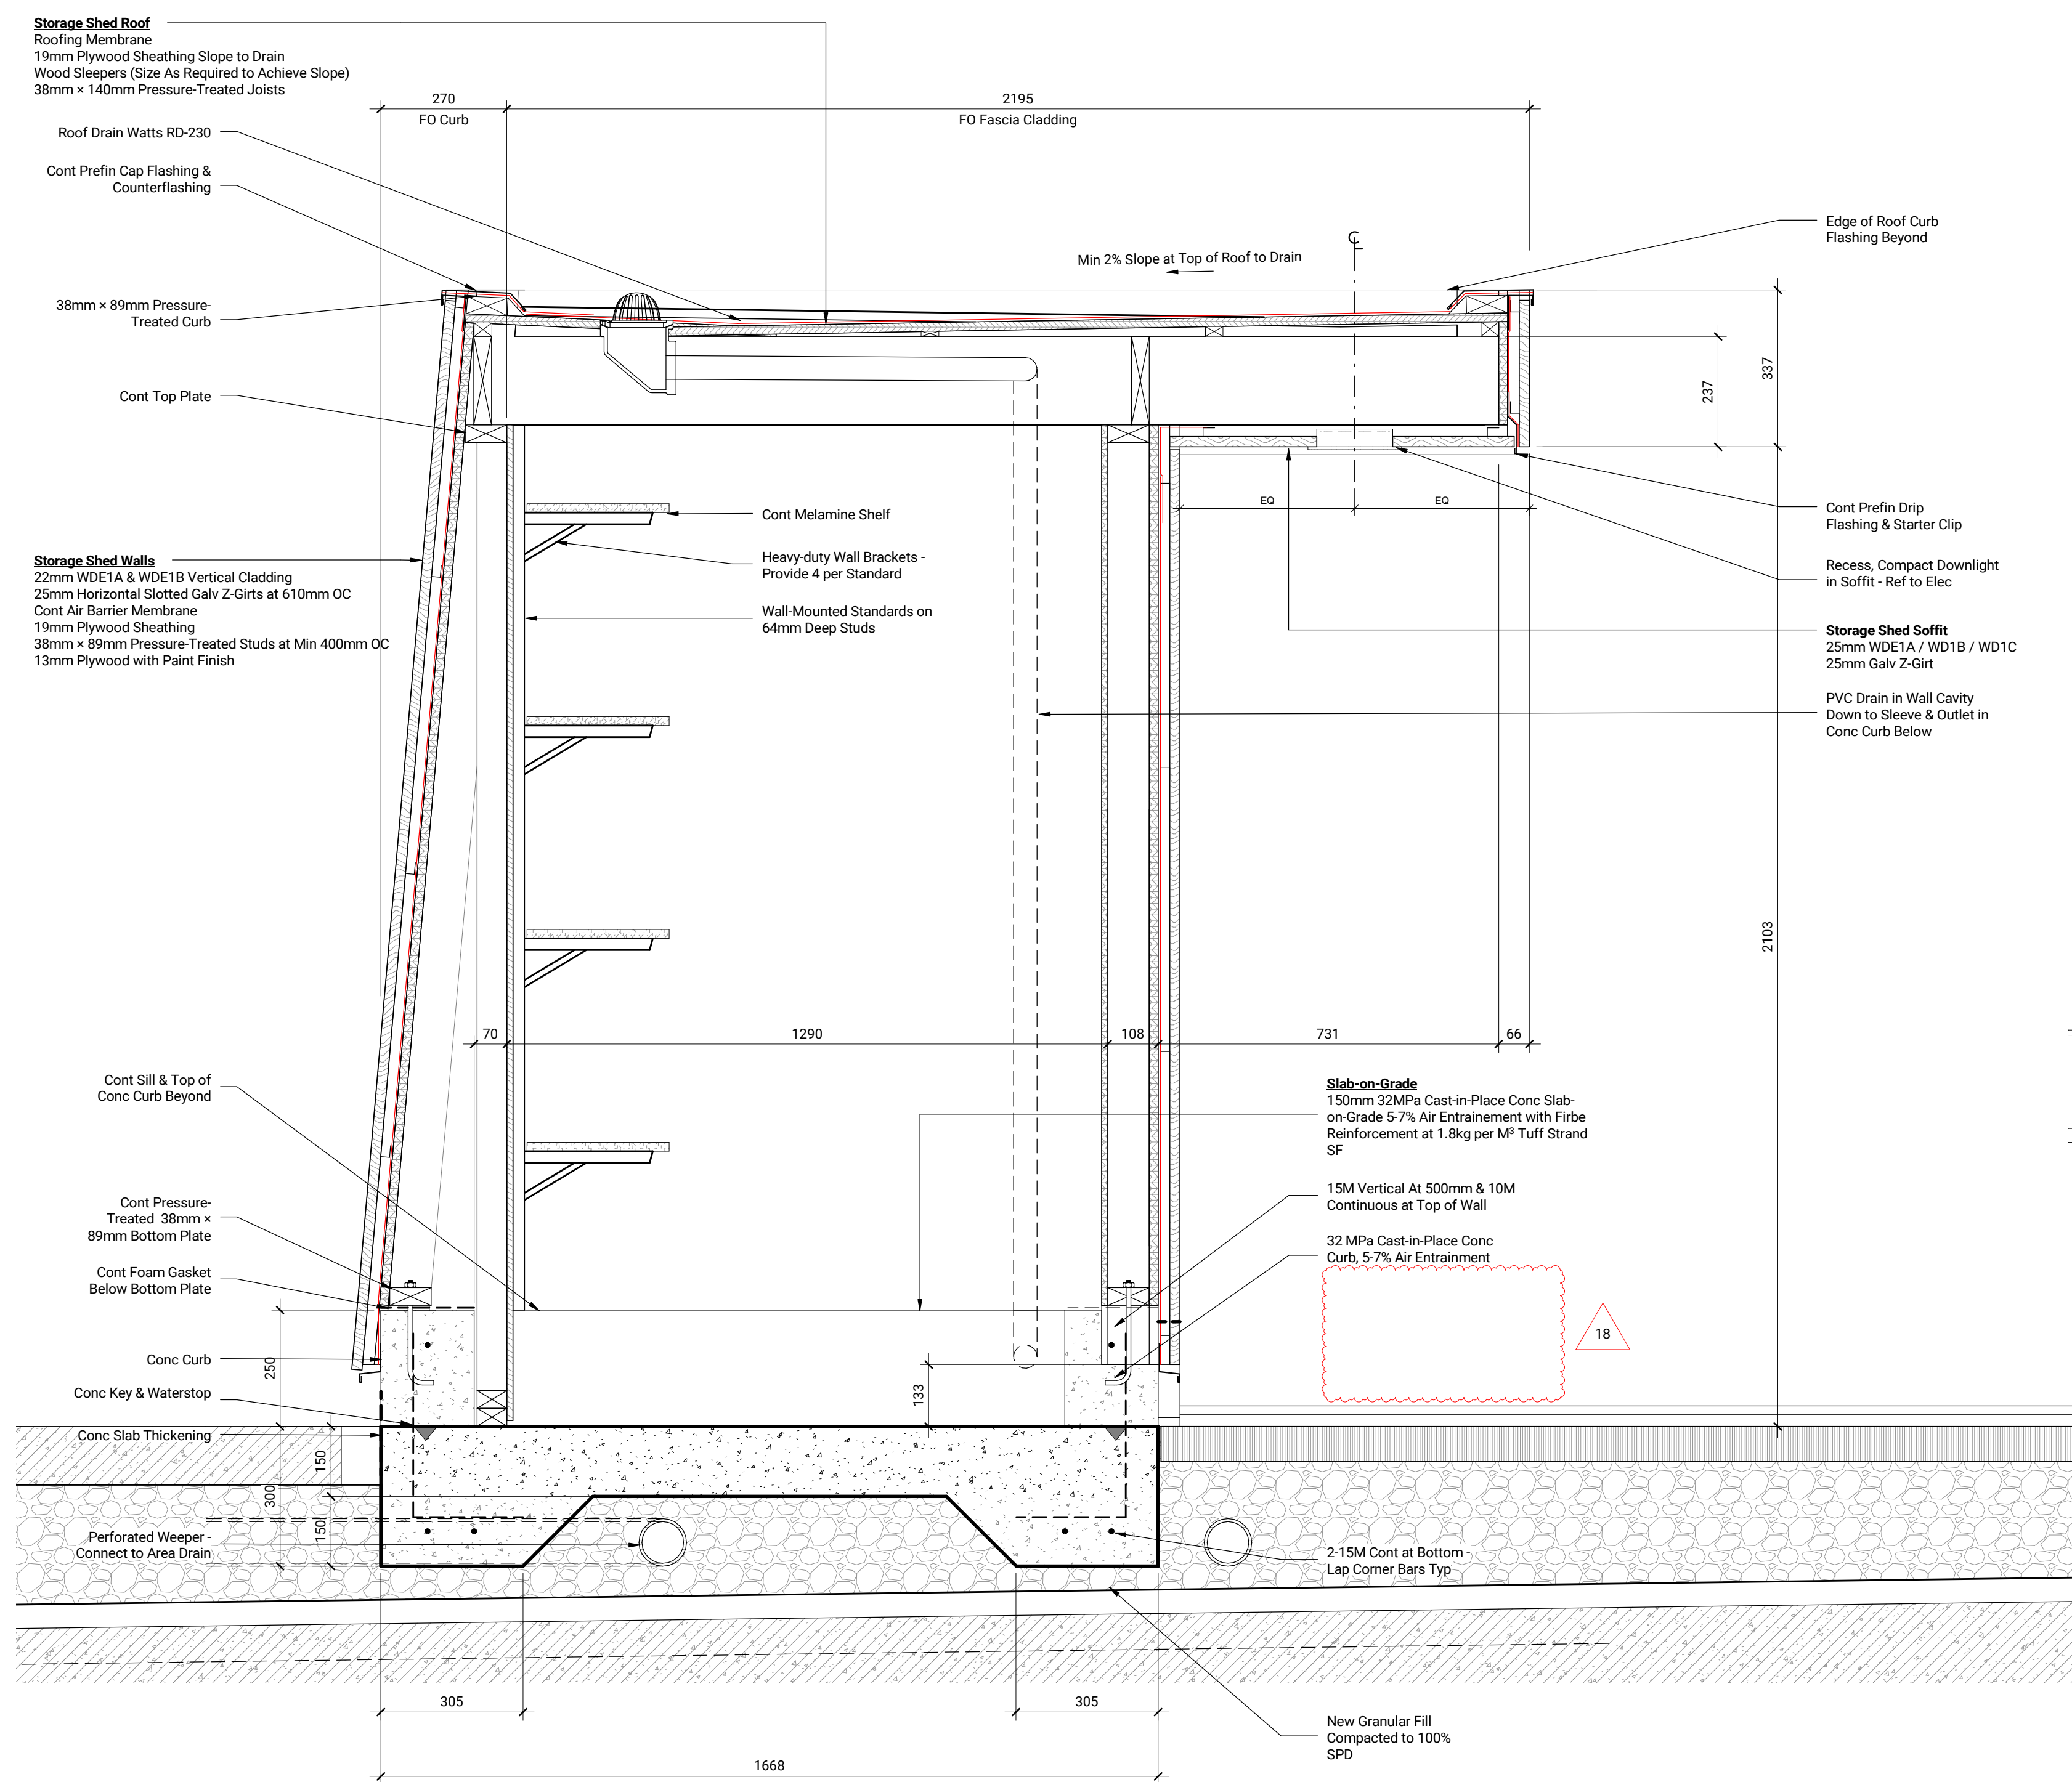 Storage Shed Roof
Roofing Membrane
19mm Plywood Sheathing Slope to Drain
Wood Sleepers (Size As Required to Achieve Slope)
38mm × 140mm Pressure-Treated Joists
270
FO Curb
2195
FO Fascia Cladding
Roof Drain Watts RD-230
Cont Prefin Cap Flashing &
Counterflashing
38mm × 89mm Pressure-
Treated Curb
Cont Top Plate
Min 2% Slope at Top of Roof to Drain
Edge of Roof Curb
Flashing Beyond
237
337
EQ
EQ
Cont Prefin Drip
Flashing & Starter Clip
Recess, Compact Downlight
in Soffit - Ref to Elec
Storage Shed Soffit
25mm WDE1A / WD1B / WD1C
25mm Galv Z-Girt
PVC Drain in Wall Cavity
Down to Sleeve & Outlet in
Conc Curb Below
Cont Melamine Shelf
Heavy-duty Wall Brackets -
Provide 4 per Standard
Wall-Mounted Standards on
64mm Deep Studs
Storage Shed Walls
22mm WDE1A & WDE1B Vertical Cladding
25mm Horizontal Slotted Galv Z-Girts at 610mm OC
Cont Air Barrier Membrane
19mm Plywood Sheathing
38mm × 89mm Pressure-Treated Studs at Min 400mm OC
13mm Plywood with Paint Finish
2103
70
1290
108
731
66
Cont Sill & Top of
Conc Curb Beyond
Cont Pressure-
Treated 38mm ×
89mm Bottom Plate
Cont Foam Gasket
Below Bottom Plate
Conc Curb
Conc Key & Waterstop
Conc Slab Thickening
Perforated Weeper -
Connect to Area Drain
250
300
150
150
133
Slab-on-Grade
150mm 32MPa Cast-in-Place Conc Slab-
on-Grade 5-7% Air Entrainement with Firbe
Reinforcement at 1.8kg per M³ Tuff Strand
SF
15M Vertical At 500mm & 10M
Continuous at Top of Wall
32 MPa Cast-in-Place Conc
Curb, 5-7% Air Entrainment
18
2-15M Cont at Bottom -
Lap Corner Bars Typ
New Granular Fill
Compacted to 100%
SPD
305
305
1668